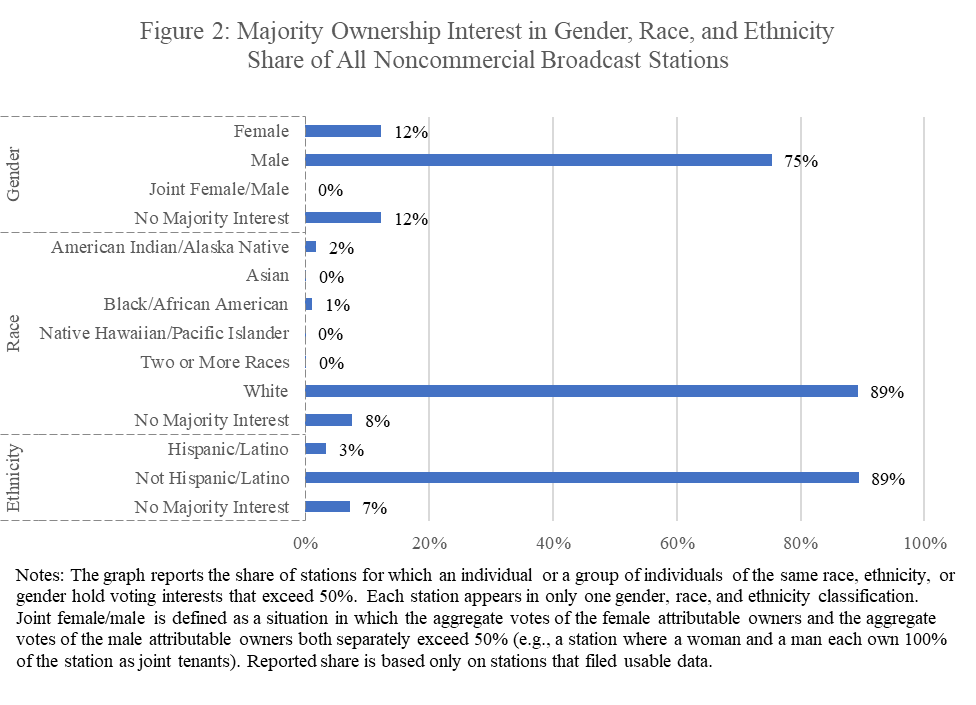 Figure 2: Majority Ownership Interest in Gender, Race, and Ethnicity
Share of All Noncommercial Broadcast Stations
Gender
Female 12%
Male 75%
Joint Female/Male 0%
No Majority Interest 12%
Race
American Indian/Alaska Native 2%
Asian 0%
Black/African American 1%
Native Hawaiian/Pacific Islander 0%
Two or More Races 0%
White 89%
No Majority Interest 8%
Ethnicity
Hispanic/Latino 3%
Not Hispanic/Latino 89%
No Majority Interest 7%
0% 20% 40% 60% 80% 100%
Notes: The graph reports the share of stations for which an individual or a group of individuals of the same race, ethnicity, or
gender hold voting interests that exceed 50%. Each station appears in only one gender, race, and ethnicity classification.
Joint female/male is defined as a situation in which the aggregate votes of the female attributable owners and the aggregate
votes of the male attributable owners both separately exceed 50% (e.g., a station where a woman and a man each own 100%
of the station as joint tenants). Reported share is based only on stations that filed usable data.